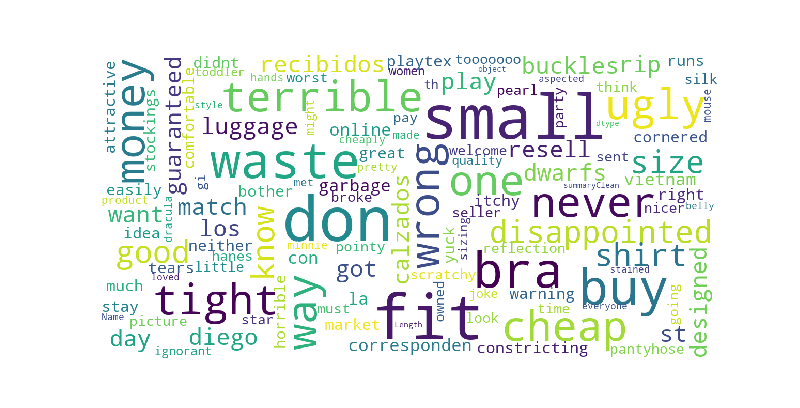 didnt
recibidos
playtex
tooooooo
bucklesrip
runs
toddler
hands
worst
women
object
aspected
silk
attractive
money
stockings
guaranteed
comfortable
terrible
style
might
online
cheaply
pay
made
play
th
pearl
party
think
ugly
mouse
dtype
small
luggage
great
welcome
resell
sent
cornered
waste
wrong
quality
one
dwarfs
size
vietnam
gi
bother
met
garbage
pretty
broke
summaryClean
easily
product
want
match
don
calzados
itchy
never
right
nicer
belly
idea
dracula
los
seller
sizing
good
neither
know
minnie
pointy
yuck
disappointed
reflection
shirt
tears
loved
hanes
little
con
got
scratchy
bra
buy
designed
much
tight
way
la
fit
owned
joke
warning
stained
going
stay
Name
picture
star
horrible
must
market
Length
look
cheap
time
everyone
st
day
diego
ignorant
corresponden
constricting
pantyhose